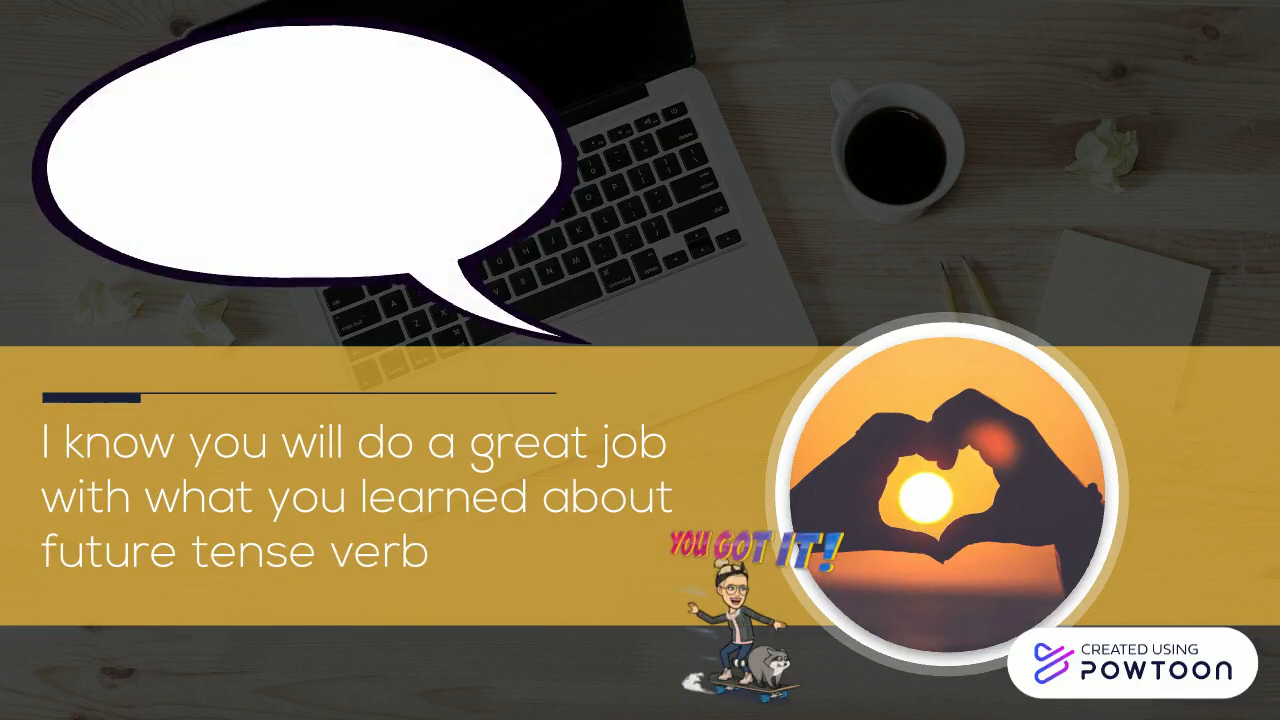 I know you will do a great job
with what you learned about
future tense verb
YOU GOT IT!
CREATED USING
POWTOON